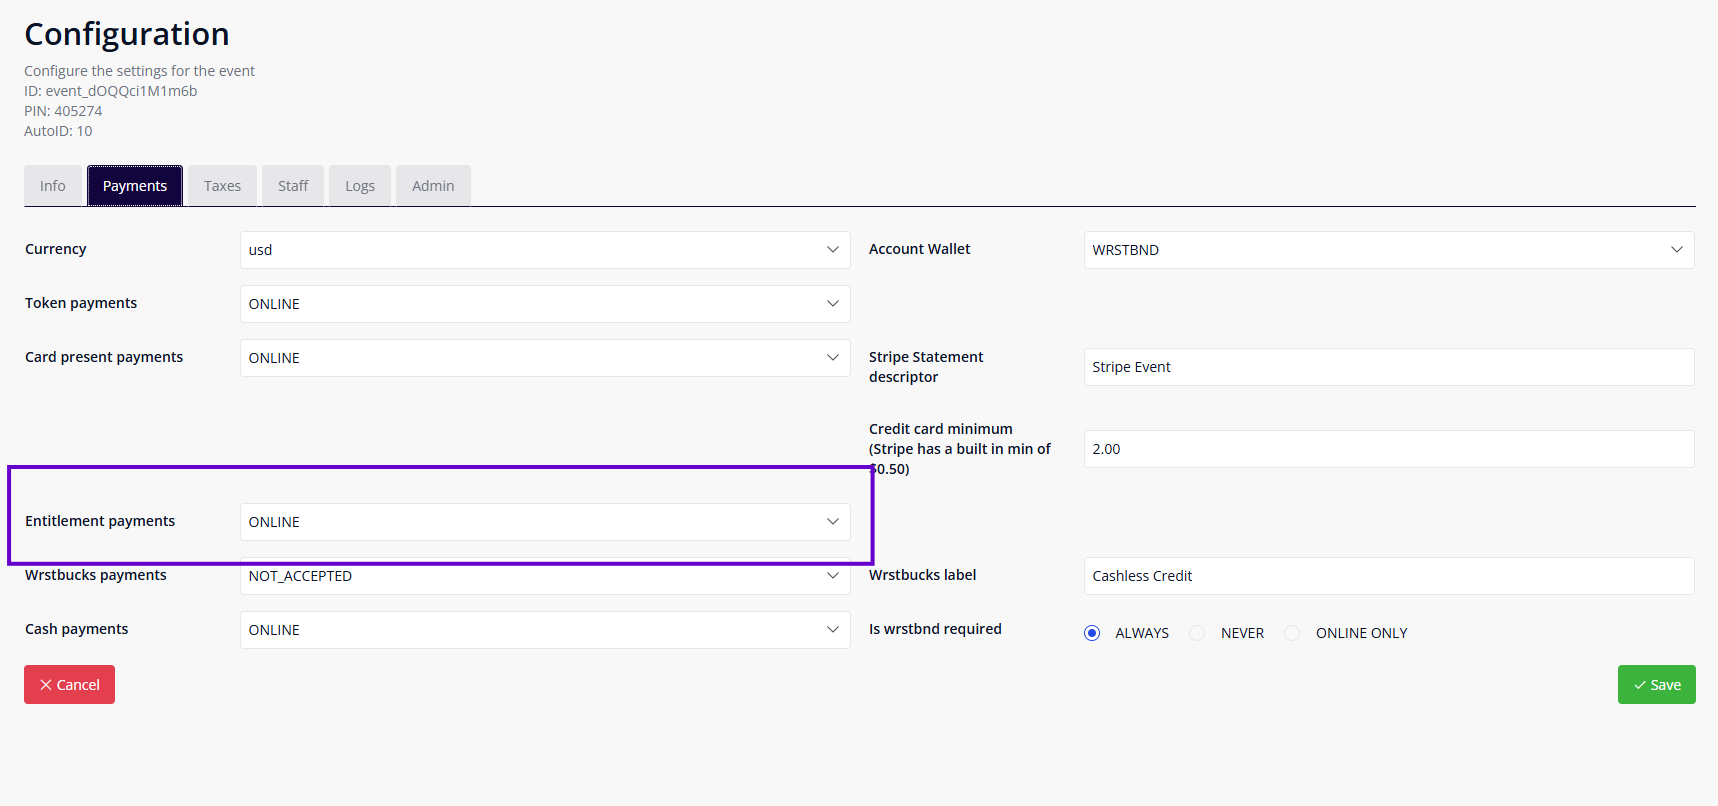 Configuration
Configure the settings for the event
ID: event_dOQQci1M1m6b
PIN: 405274
AutoID: 10
Info Payments Taxes Staff Logs Admin
Currency usd Account Wallet WRSTBND
Token payments ONLINE
Card present payments ONLINE Stripe Statement
descriptor Stripe Event
Credit card minimum
(Stripe has a built in min of 2.00
$0.50)
Entitlement payments ONLINE
Wrstbucks payments NOT_ACCEPTED Wrstbucks label Cashless Credit
Cash payments ONLINE Is wrstbnd required ALWAYS NEVER ONLINE ONLY
Cancel Save